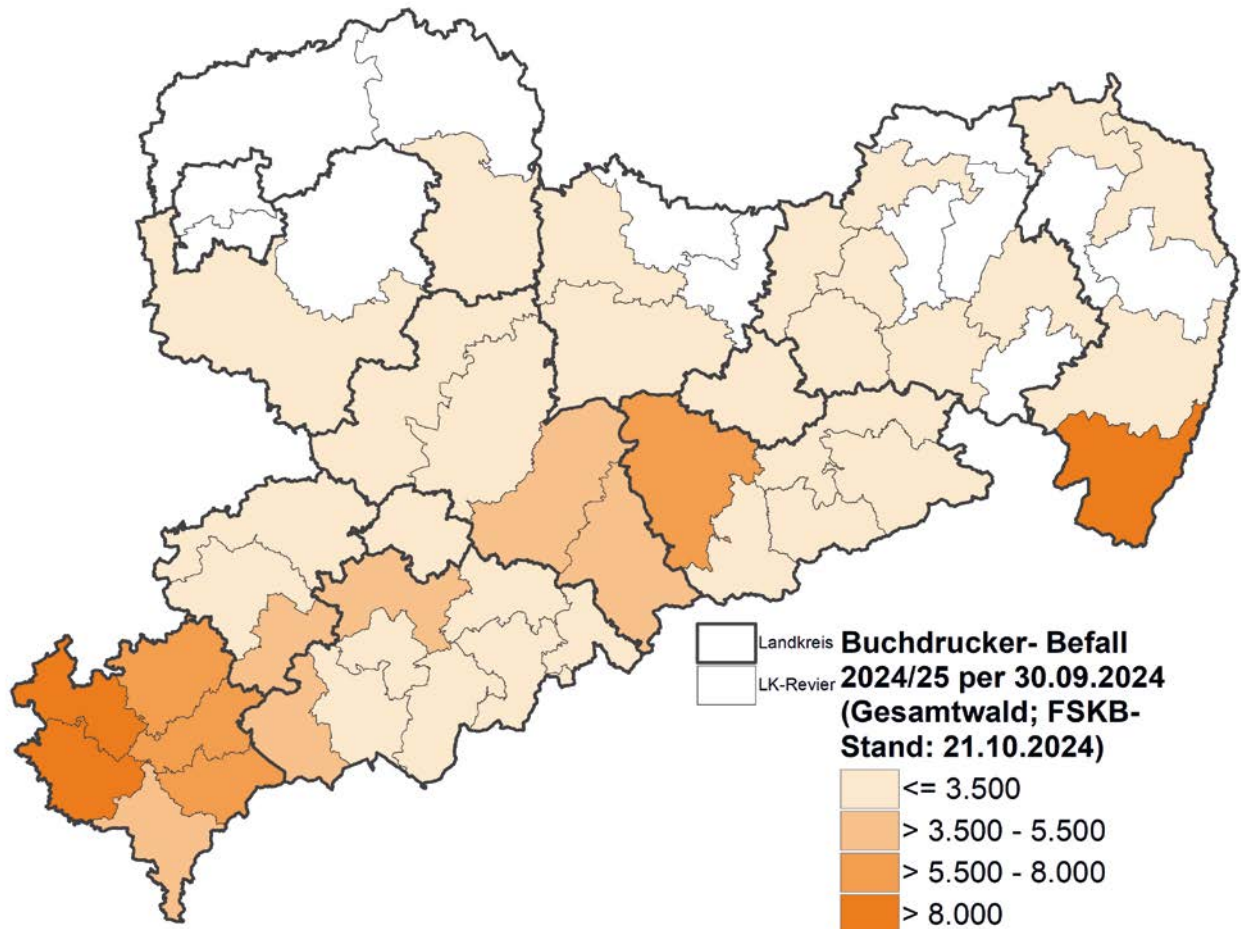 Landkreis
LK-Revier
Buchdrucker- Befall
2024/25 per 30.09.2024
(Gesamtwald; FSKB-
Stand: 21.10.2024)
<= 3.500
> 3.500 - 5.500
> 5.500 - 8.000
> 8.000